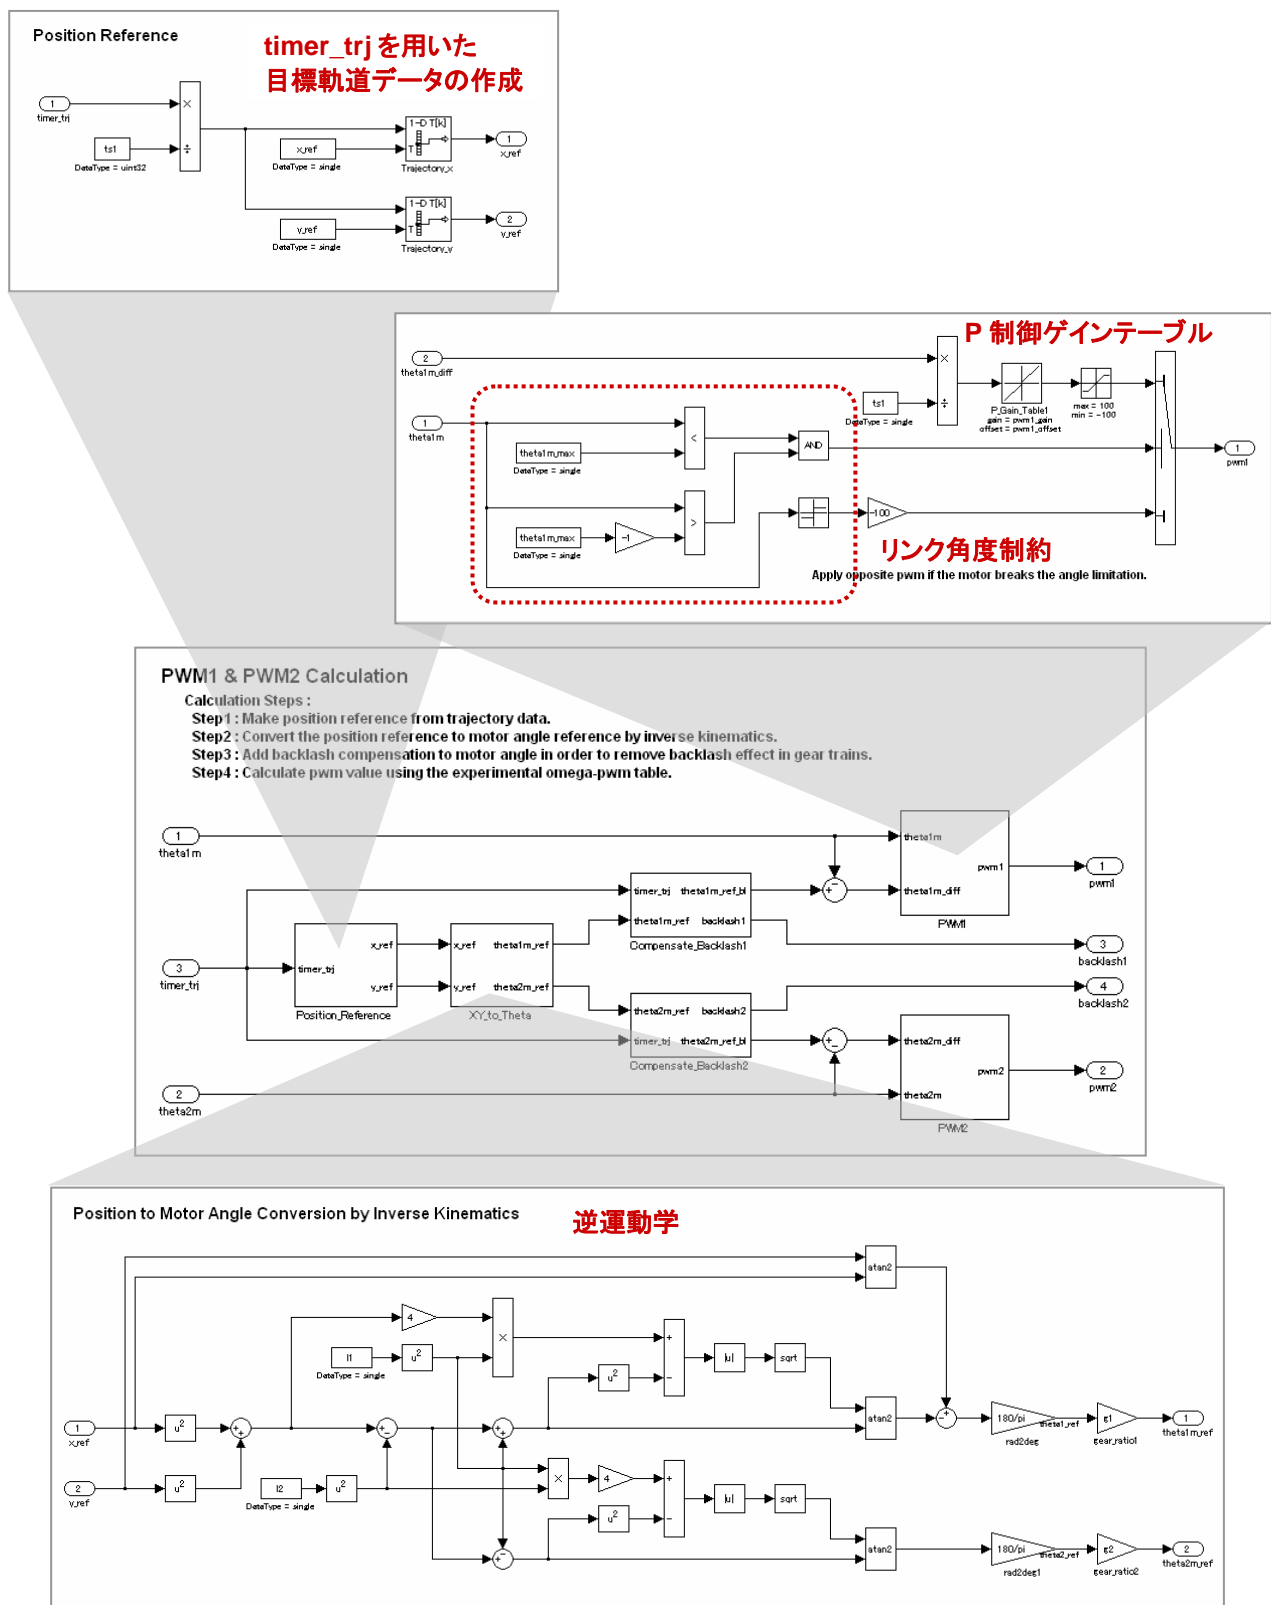 Position Reference
timer_trj を用いた
目標軌道データの作成
1
timer_trj
×
÷
ts1
DataType = uint32
x_ref
DataType = single
1-D T[k]
T
Trajectory_x
1
x_ref
y_ref
DataType = single
1-D T[k]
T
Trajectory_y
2
y_ref
P 制御ゲインテーブル
2
theta1m_diff
×
÷
ts1
DataType = single
P_Gain_Table1
gain = pwm1_gain
offset = pwm1_offset
max = 100
min = -100
1
theta1m
theta1m_max
DataType = single
<
AND
1
pwm1
theta1m_max
DataType = single
-1
>
-100
リンク角度制約
Apply opposite pwm if the motor breaks the angle limitation.
PWM1 & PWM2 Calculation
Calculation Steps :
Step1 : Make position reference from trajectory data.
Step2 : Convert the position reference to motor angle reference by inverse kinematics.
Step3 : Add backlash compensation to motor angle in order to remove backlash effect in gear trains.
Step4 : Calculate pwm value using the experimental omega-pwm table.
1
theta1m
theta1m
pwm1
theta1m_diff
PWM1
1
pwm1
timer_trj theta1m_ref_bl
theta1m_ref backlash1
Compensate_Backlash1
+
-
3
backlash1
3
timer_trj
timer_trj
x_ref
y_ref
Position_Reference
x_ref theta1m_ref
y_ref theta2m_ref
XY_to_Theta
4
backlash2
theta2m_ref backlash2
timer_trj theta2m_ref_bl
Compensate_Backlash2
+
-
theta2m_diff
pwm2
theta2m
PWM2
2
pwm2
2
theta2m
Position to Motor Angle Conversion by Inverse Kinematics
逆運動学
atan2
4
×
l1
DataType = single
u²
+
-
|u|
sqrt
u²
1
x_ref
u²
+
+
+
-
+
+
atan2
-
+
180/pi
rad2deg
theta1_ref
g1
gear_ratio1
1
theta1m_ref
2
y_ref
u²
l2
DataType = single
u²
×
4
+
-
|u|
sqrt
u²
+
-
atan2
180/pi
rad2deg1
theta2_ref
g2
gear_ratio2
2
theta2m_ref